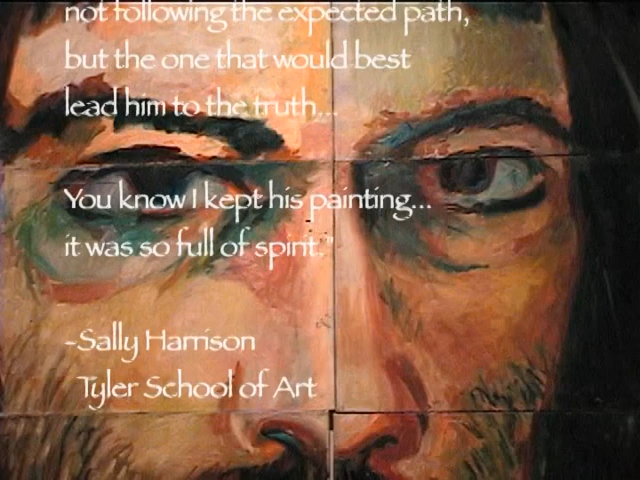 not following the expected path,
but the one that would best
lead him to the truth...
You know I kept his painting...
it was so full of spirit."
-Sally Harrison
Tyler School of Art